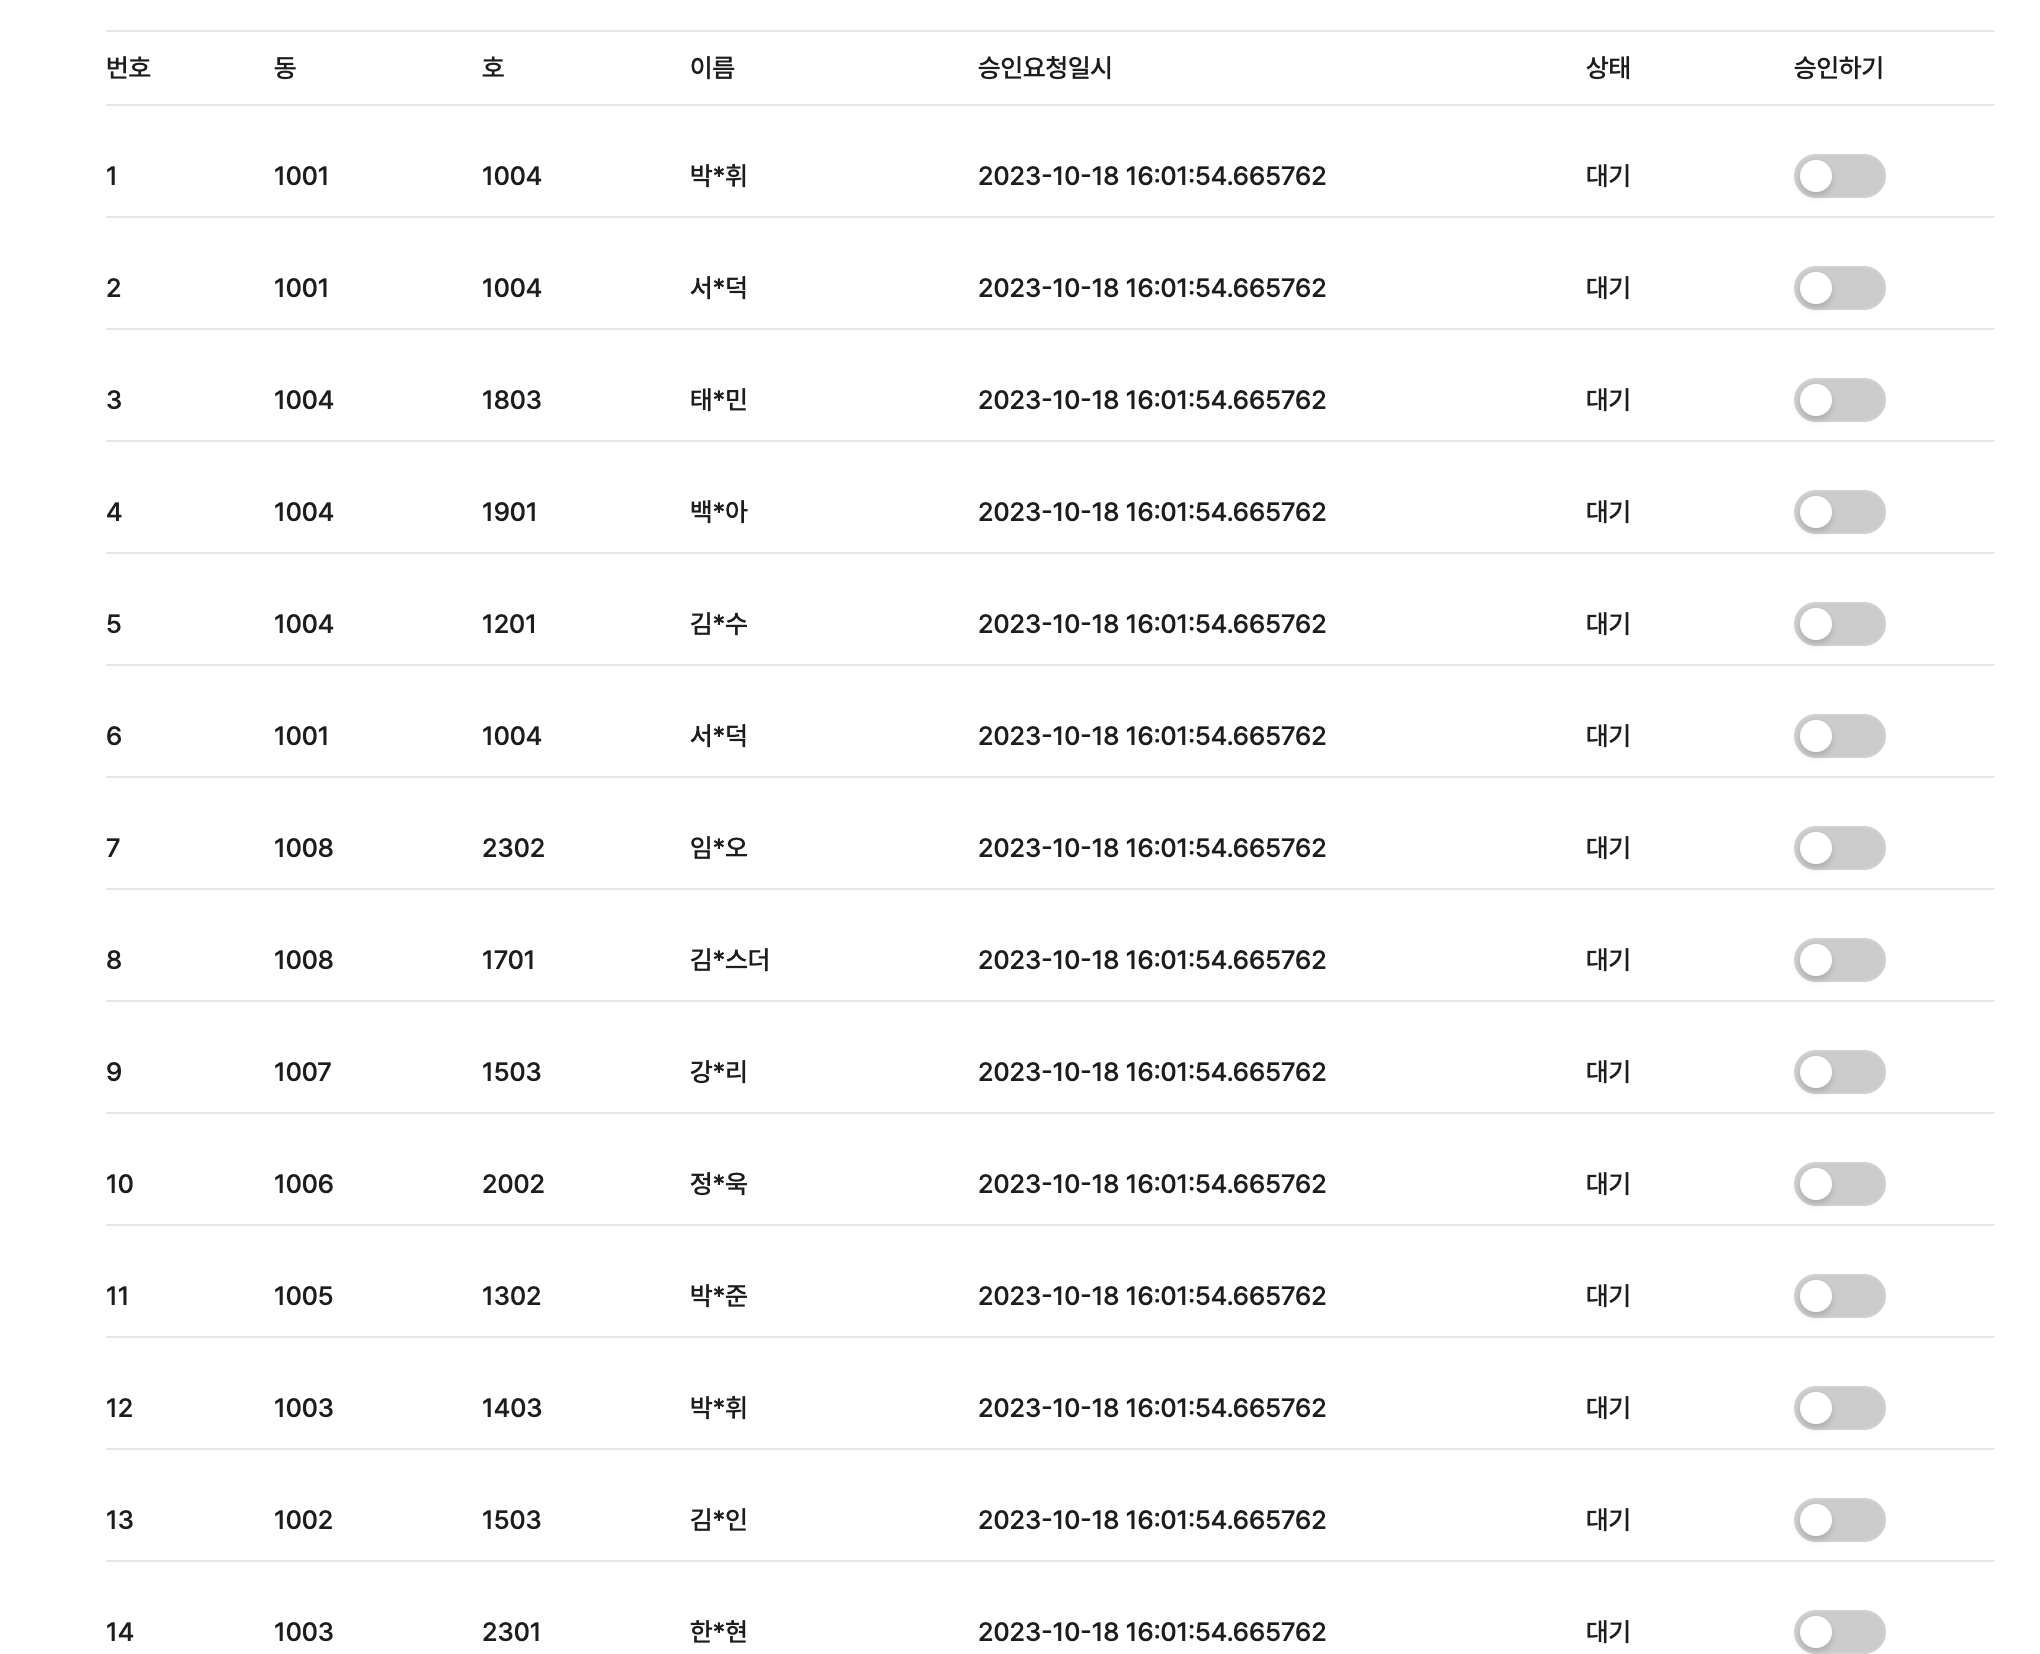 번호 동 호 이름 승인요청일시 상태 승인하기
1 1001 1004 박*휘 2023-10-18 16:01:54.665762 대기
2 1001 1004 서*덕 2023-10-18 16:01:54.665762 대기
3 1004 1803 태*민 2023-10-18 16:01:54.665762 대기
4 1004 1901 백*아 2023-10-18 16:01:54.665762 대기
5 1004 1201 김*수 2023-10-18 16:01:54.665762 대기
6 1001 1004 서*덕 2023-10-18 16:01:54.665762 대기
7 1008 2302 임*오 2023-10-18 16:01:54.665762 대기
8 1008 1701 김*스더 2023-10-18 16:01:54.665762 대기
9 1007 1503 강*리 2023-10-18 16:01:54.665762 대기
10 1006 2002 정*욱 2023-10-18 16:01:54.665762 대기
11 1005 1302 박*준 2023-10-18 16:01:54.665762 대기
12 1003 1403 박*휘 2023-10-18 16:01:54.665762 대기
13 1002 1503 김*인 2023-10-18 16:01:54.665762 대기
14 1003 2301 한*현 2023-10-18 16:01:54.665762 대기